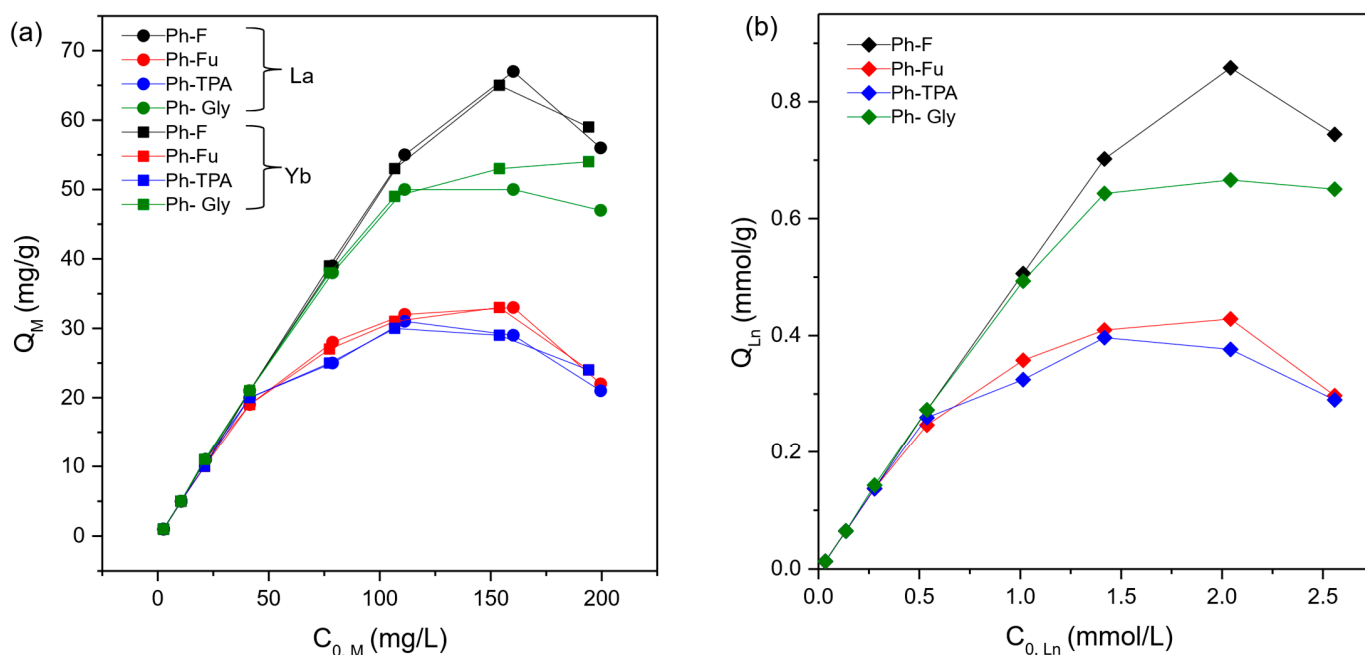 (a)
Ph-F
Ph-Fu
Ph-TPA
Ph- Gly
La
Ph-F
Ph-Fu
Ph-TPA
Ph- Gly
Yb
70
60
50
40
30
20
10
0
Q_M (mg/g)
0 50 100 150 200
C_0, M (mg/L)
(b)
Ph-F
Ph-Fu
Ph-TPA
Ph- Gly
0.8
0.6
0.4
0.2
0.0
Q_Ln (mmol/g)
0.0 0.5 1.0 1.5 2.0 2.5
C_0, Ln (mmol/L)